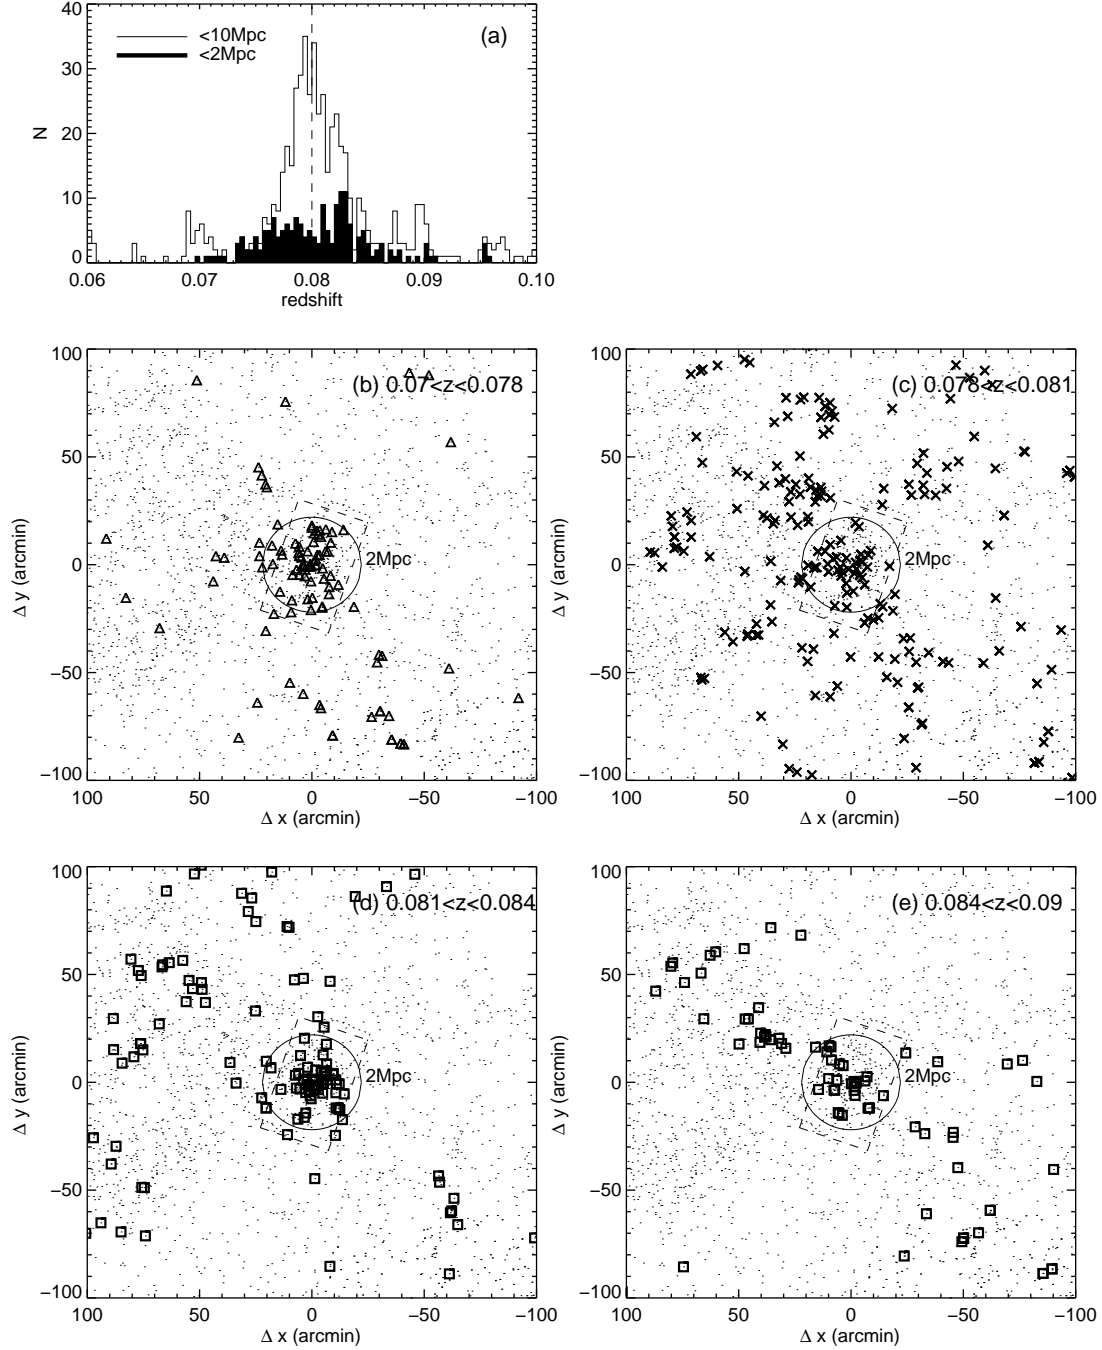 40
30
20
10
0
N
<10Mpc
<2Mpc
(a)
0.06 0.07 0.08 0.09 0.10
redshift
100
50
0
−50
−100
Δ y (arcmin)
(b) 0.07<z<0.078
2Mpc
100 50 0 −50 −100
Δ x (arcmin)
100
50
0
−50
−100
Δ y (arcmin)
(c) 0.078<z<0.081
2Mpc
100 50 0 −50 −100
Δ x (arcmin)
100
50
0
−50
−100
Δ y (arcmin)
(d) 0.081<z<0.084
2Mpc
100 50 0 −50 −100
Δ x (arcmin)
100
50
0
−50
−100
Δ y (arcmin)
(e) 0.084<z<0.09
2Mpc
100 50 0 −50 −100
Δ x (arcmin)